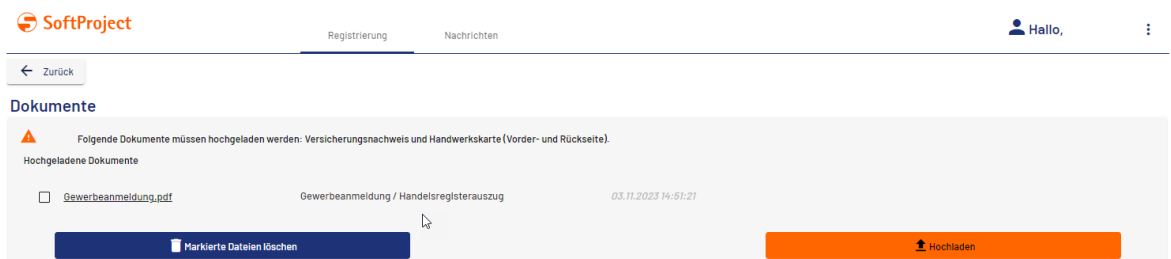 SoftProject
Registrierung
Nachrichten
Hallo,
Zurück
Dokumente
Folgende Dokumente müssen hochgeladen werden: Versicherungsnachweis und Handwerkskarte (Vorder- und Rückseite).
Hochgeladene Dokumente
Gewerbeanmeldung.pdf Gewerbeanmeldung / Handelsregisterauszug 03.11.2023 14:51:21
Markierte Dateien löschen
Hochladen